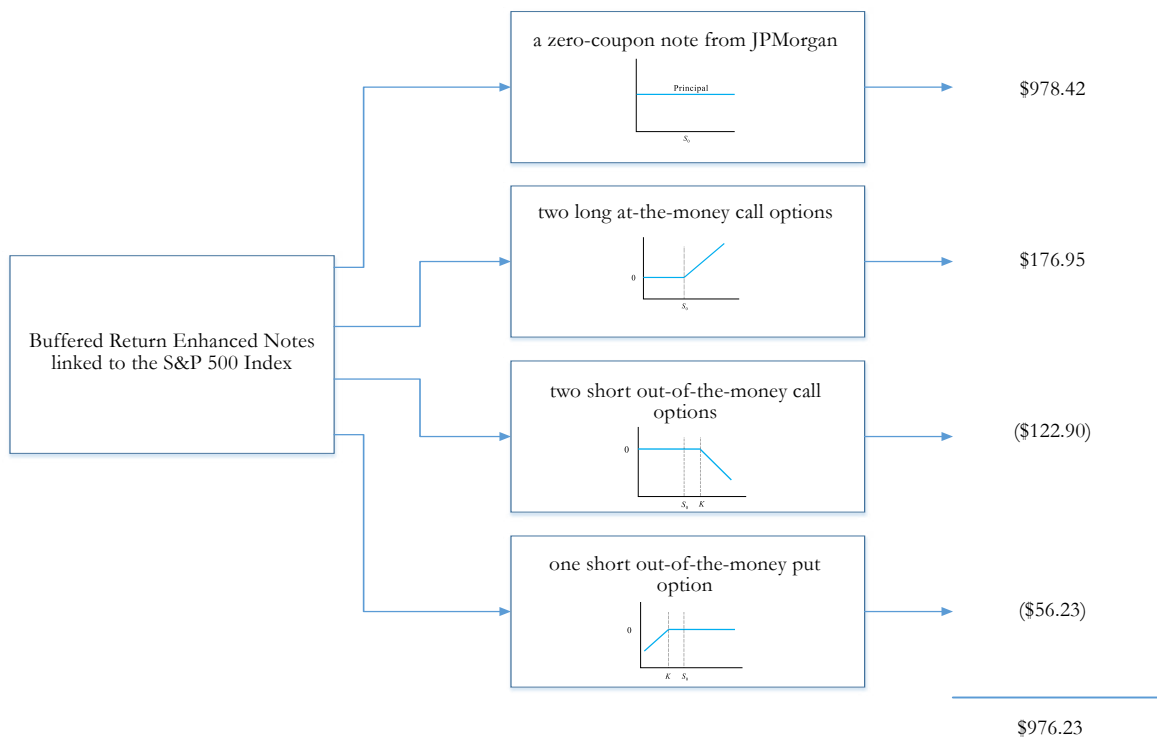 a zero-coupon note from JPMorgan
Principal
S₀
$978.42
two long at-the-money call options
0
S₀
$176.95
Buffered Return Enhanced Notes
linked to the S&P 500 Index
two short out-of-the-money call
options
0
S₀ K
($122.90)
one short out-of-the-money put
option
0
K S₀
($56.23)
$976.23